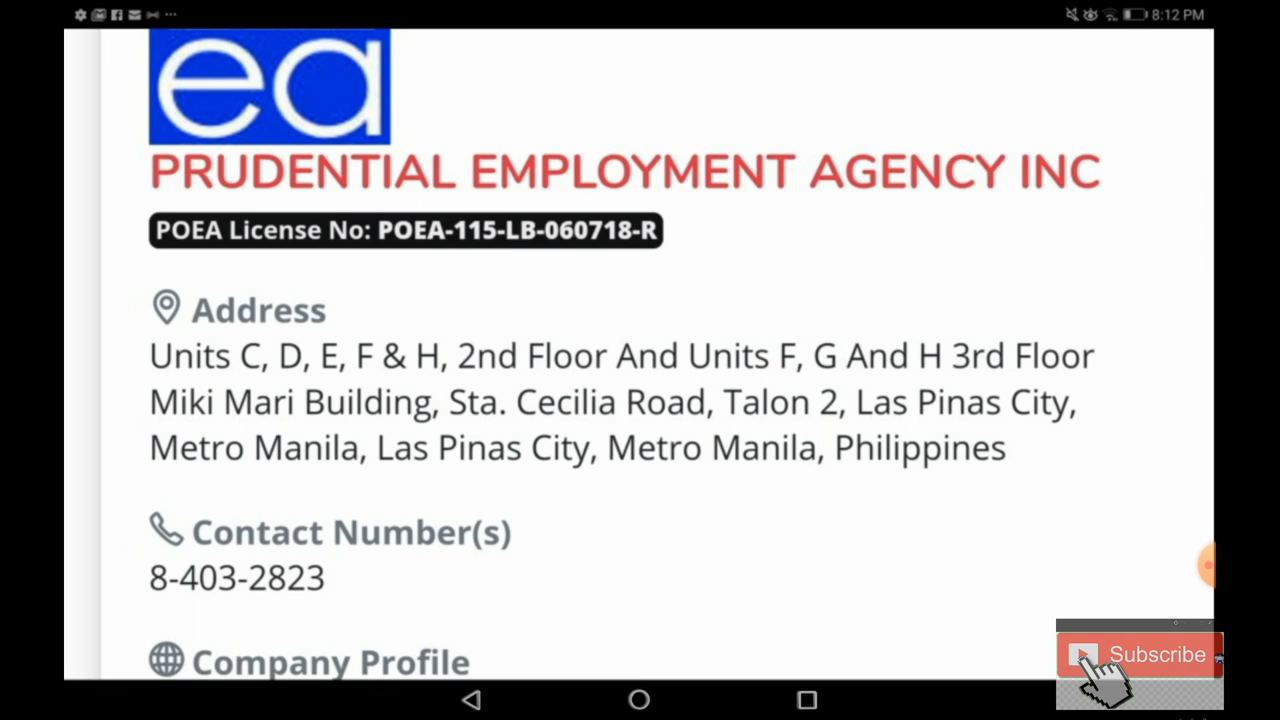 8:12 PM
ea
PRUDENTIAL EMPLOYMENT AGENCY INC
POEA License No: POEA-115-LB-060718-R
Address
Units C, D, E, F & H, 2nd Floor And Units F, G And H 3rd Floor
Miki Mari Building, Sta. Cecilia Road, Talon 2, Las Pinas City,
Metro Manila, Las Pinas City, Metro Manila, Philippines
Contact Number(s)
8-403-2823
Company Profile
Subscribe